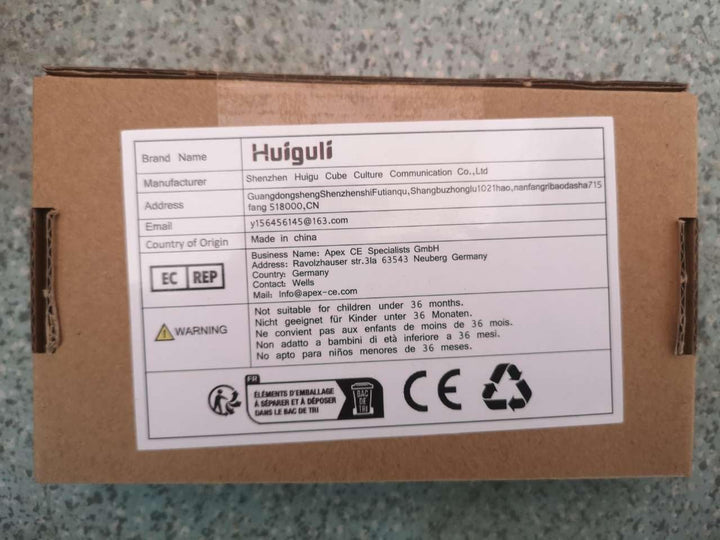 Brand Name Huiguli
Manufacturer Shenzhen Huigu Cube Culture Communication Co.,Ltd
Address GuangdongshengShenzhenshiFutianqu,Shangbuzhonglu1021hao,nanfangribaodasha715
fang 518000,CN
Email y156456145@163.com
Country of Origin Made in china
EC REP
Business Name: Apex CE Specialists GmbH
Address: Ravolzhauser str.3la 63543 Neuberg Germany
Country: Germany
Contact: Wells
Mail: Info@apex-ce.com
WARNING
Not suitable for children under 36 months.
Nicht geeignet für Kinder unter 36 Monaten.
Ne convient pas aux enfants de moins de 36 mois.
Non adatto a bambini di età inferiore a 36 mesi.
No apto para niños menores de 36 meses.
FR
ÉLÉMENTS D'EMBALLAGE
À SÉPARER ET À DÉPOSER
DANS LE BAC DE TRI
BAC
DE
TRI
CE